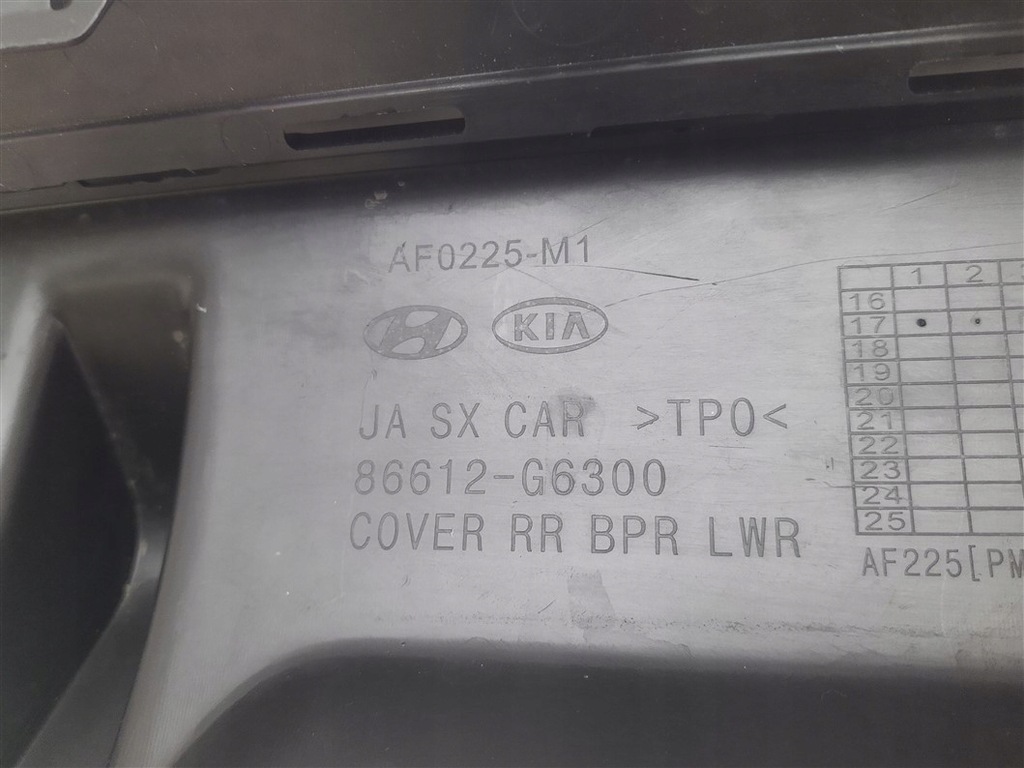 AF0225-M1
KIA
JA SX CAR >TPO<
86612-G6300
COVER RR BPR LWR
1 2
16
17
18
19
20
21
22
23
24
25
AF225[PM